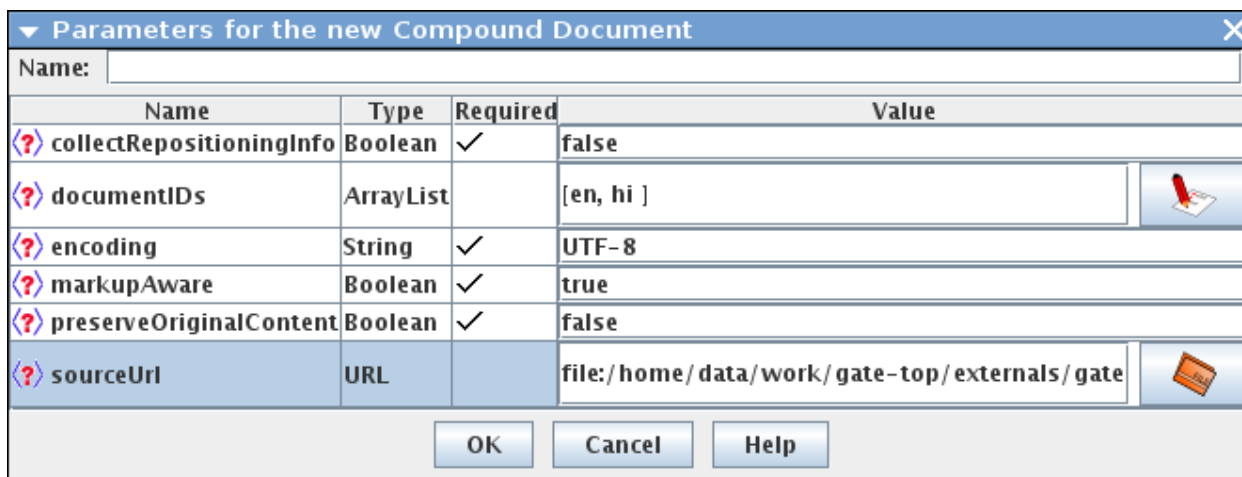 Parameters for the new Compound Document
Name:
Name Type Required Value
<?> collectRepositioningInfo Boolean ✓ false
<?> documentIDs ArrayList [en, hi ]
<?> encoding String ✓ UTF-8
<?> markupAware Boolean ✓ true
<?> preserveOriginalContent Boolean ✓ false
<?> sourceUrl URL file:/home/data/work/gate-top/externals/gate
OK Cancel Help